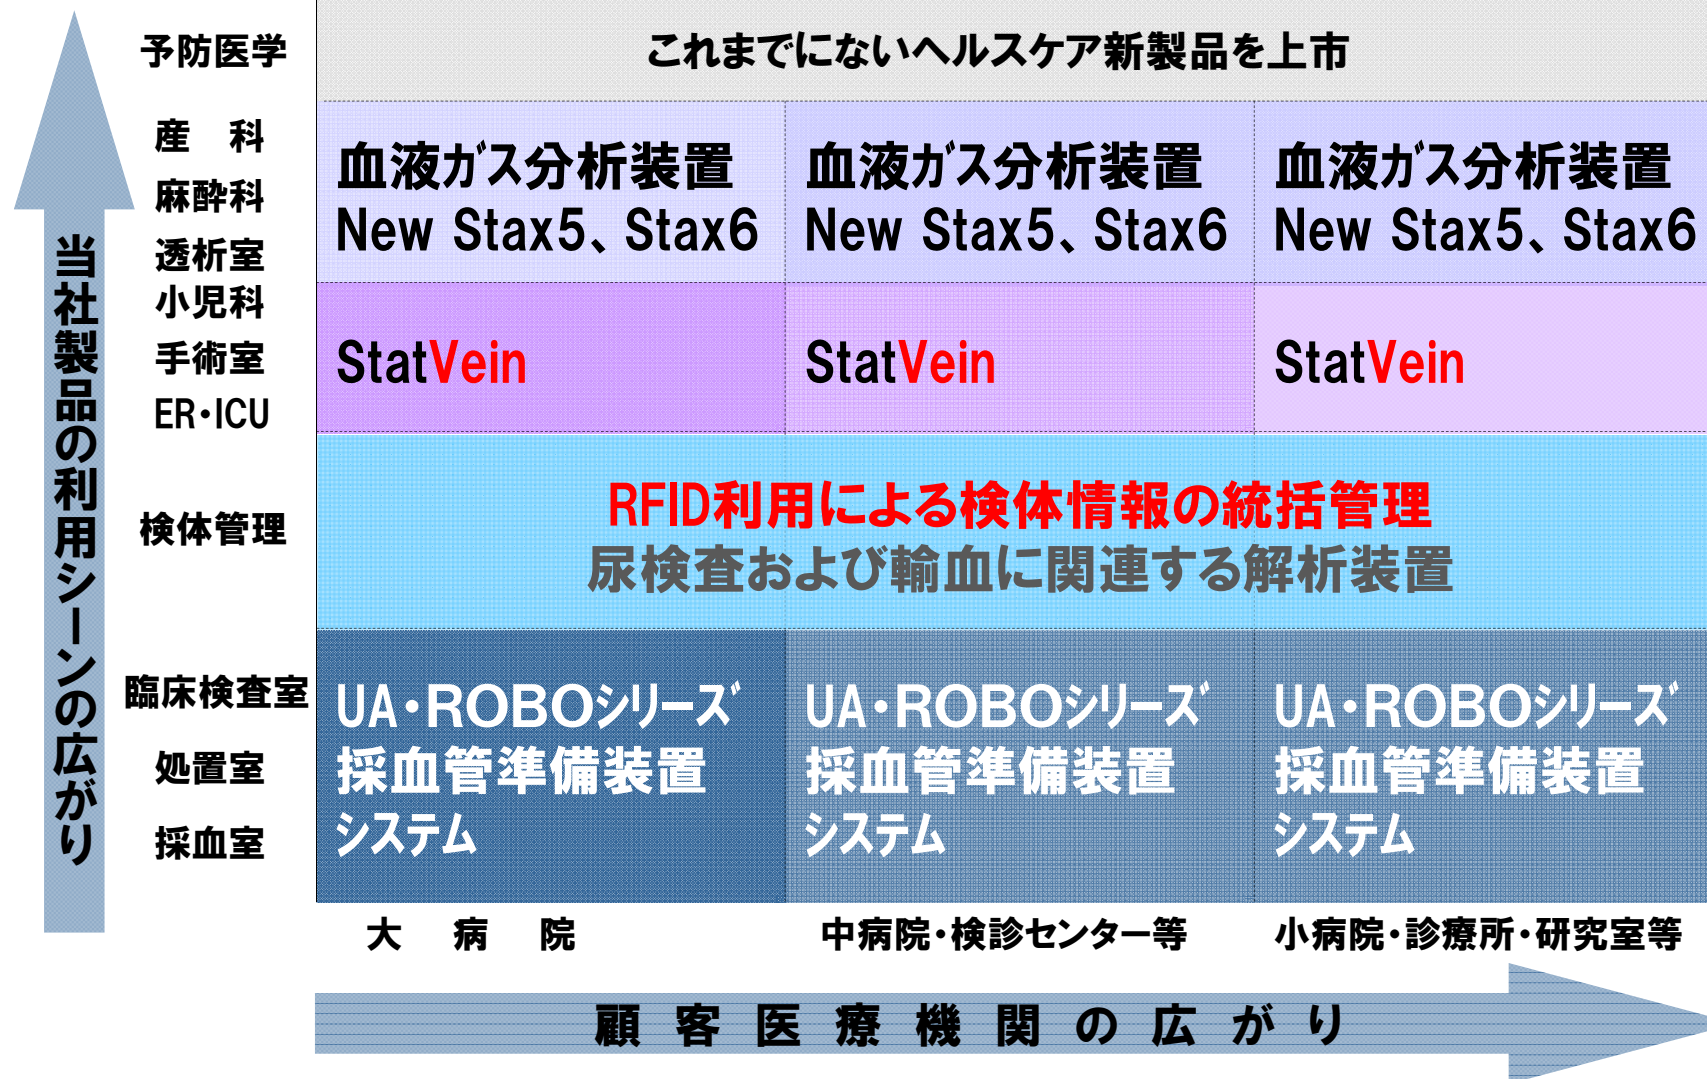 予防医学
これまでにないヘルスケア新製品を上市
産　科
麻酔科
透析室
血液ｶﾞｽ分析装置
New Stax5、Stax6
血液ｶﾞｽ分析装置
New Stax5、Stax6
血液ｶﾞｽ分析装置
New Stax5、Stax6
小児科
手術室
ER・ICU
StatVein
StatVein
StatVein
検体管理
RFID利用による検体情報の統括管理
尿検査および輸血に関連する解析装置
臨床検査室
処置室
採血室
UA・ROBOｼﾘｰｽﾞ
採血管準備装置
ｼｽﾃﾑ
UA・ROBOｼﾘｰｽﾞ
採血管準備装置
ｼｽﾃﾑ
UA・ROBOｼﾘｰｽﾞ
採血管準備装置
ｼｽﾃﾑ
当社製品の利用シーンの広がり
大　病　院
中病院・検診センター等
小病院・診療所・研究室等
顧客医療機関の広がり